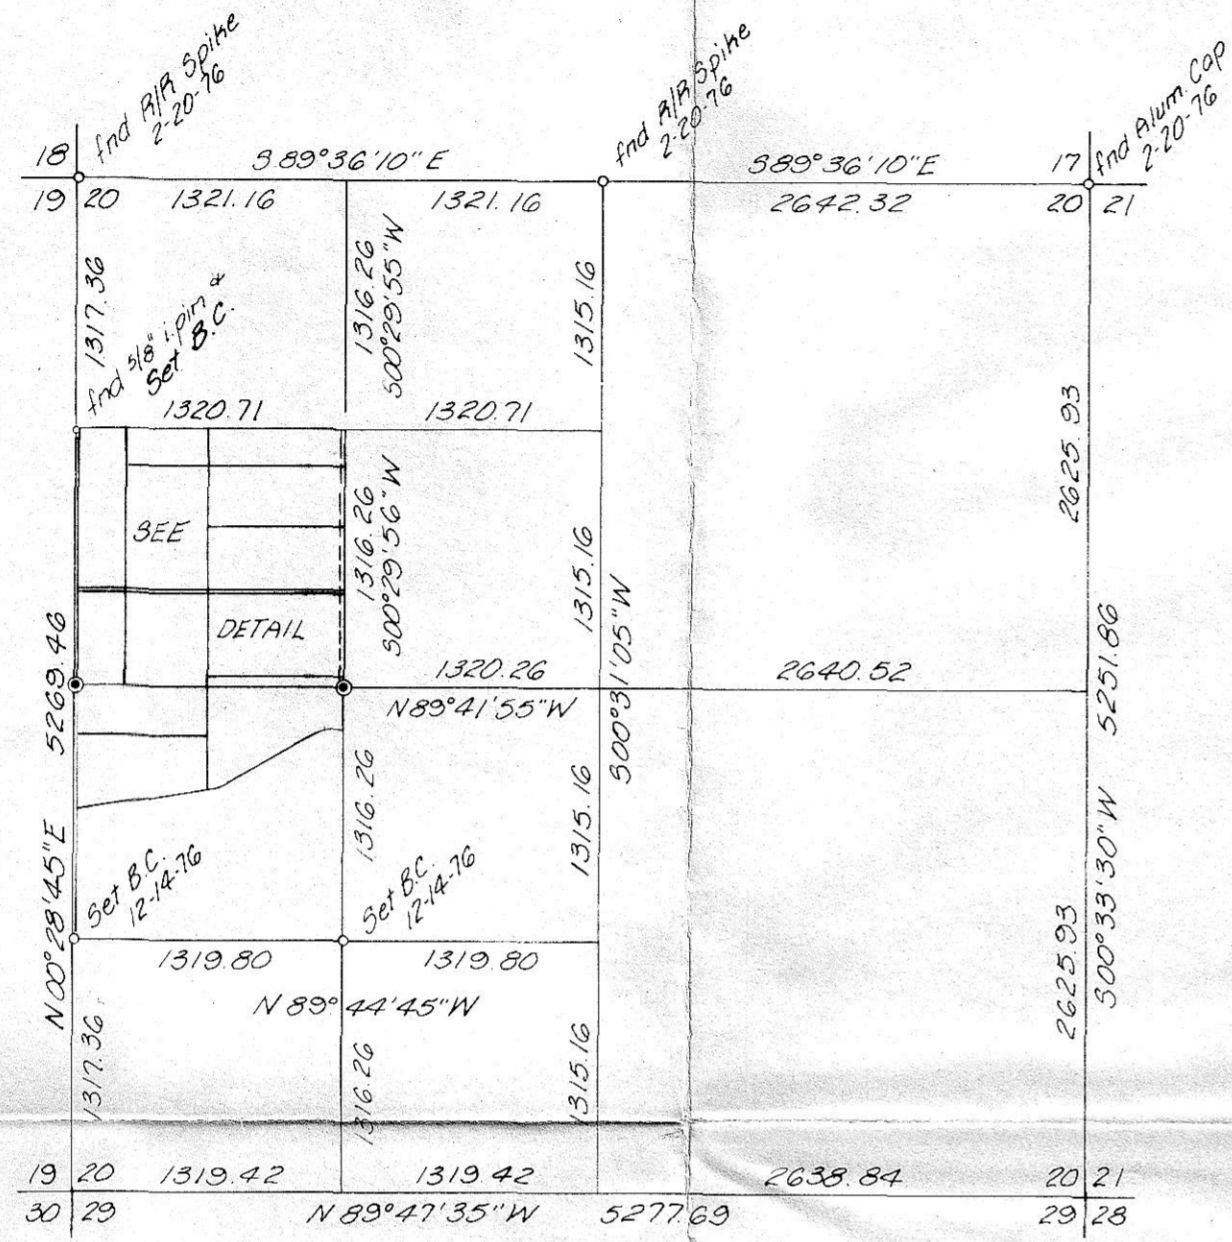 fnd R/R Spike
2-20-76
fnd R/R Spike
2-20-76
fnd Alum. Cap
2-20-76
18
S 89°36'10" E
S89°36'10"E
17
19 20
1321.16
1321.16
2642.32
20 21
1317.36
1316.26
S00°29'55"W
1315.16
fnd 5/8" i.pin &
Set B.C.
1320.71
1320.71
2625.93
SEE
DETAIL
1316.26
S00°29'56"W
1315.16
5269.46
1320.26
N89°41'55"W
S00°31'05"W
2640.52
5251.86
N00°28'45"E
1316.26
1315.16
S00°33'30"W
Set B.C.
12-14-76
Set B.C.
12-14-76
2625.93
1319.80
1319.80
N 89°44'45"W
1317.36
1316.26
1315.16
19 20
1319.42
1319.42
2638.84
20 21
30 29
N 89°47'35"W
5277.69
29 28